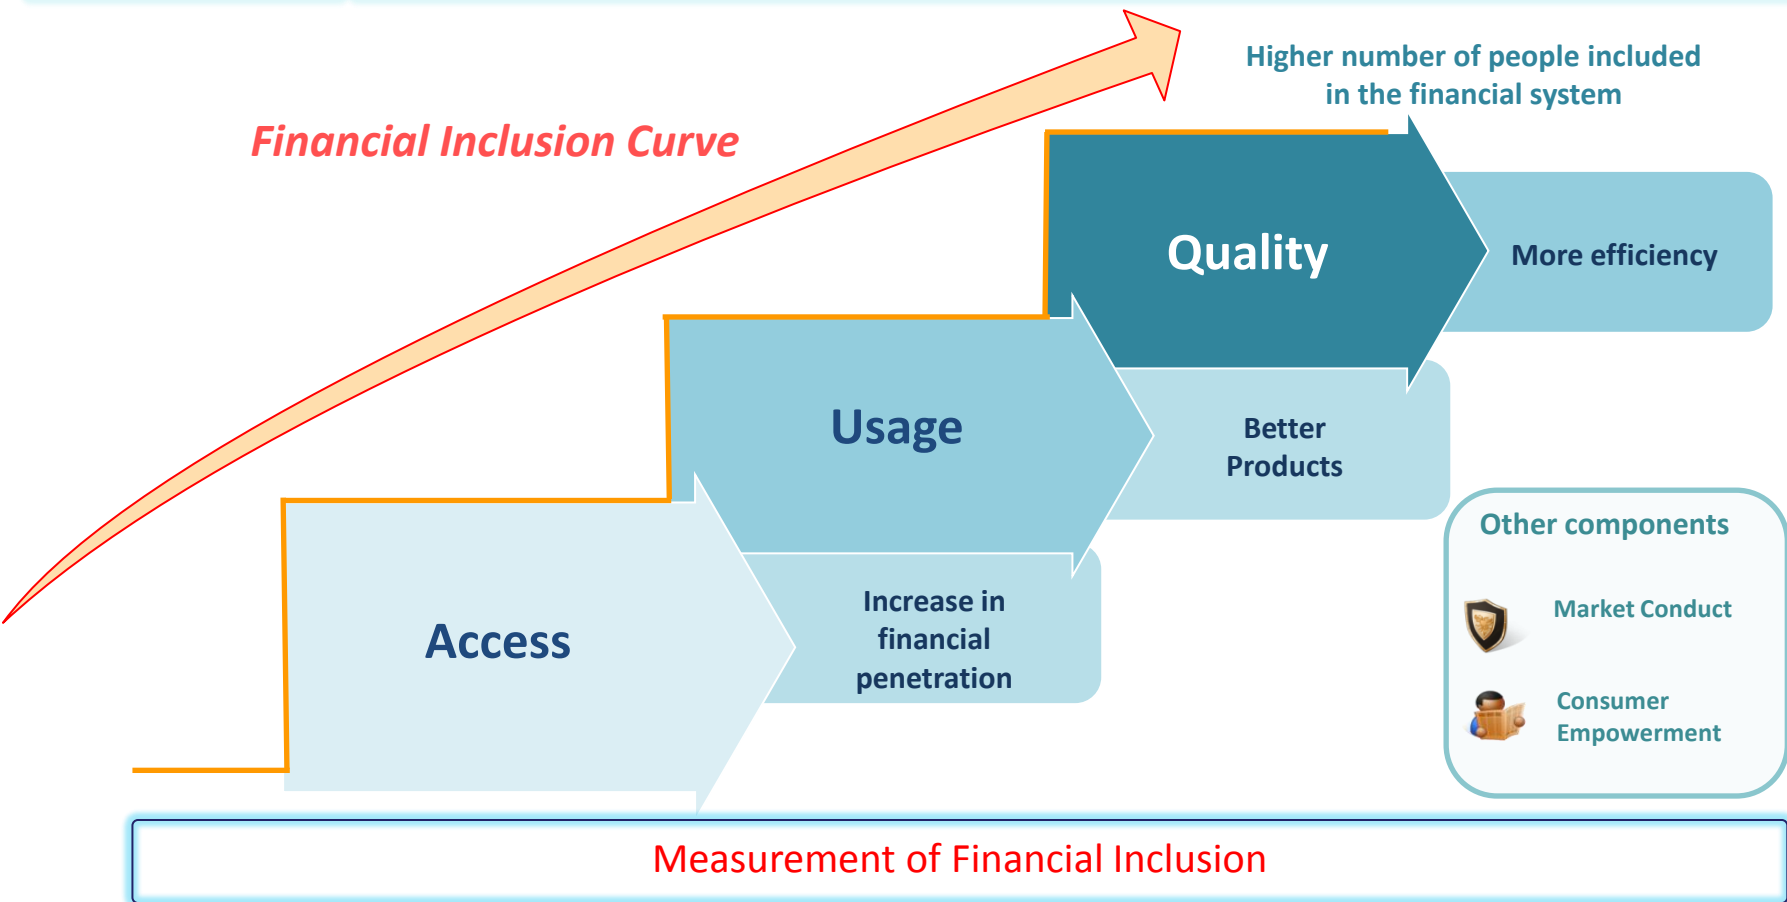 Higher number of people included
in the financial system
Financial Inclusion Curve
Quality
More efficiency
Usage
Better
Products
Access
Increase in
financial
penetration
Other components
Market Conduct
Consumer
Empowerment
Measurement of Financial Inclusion